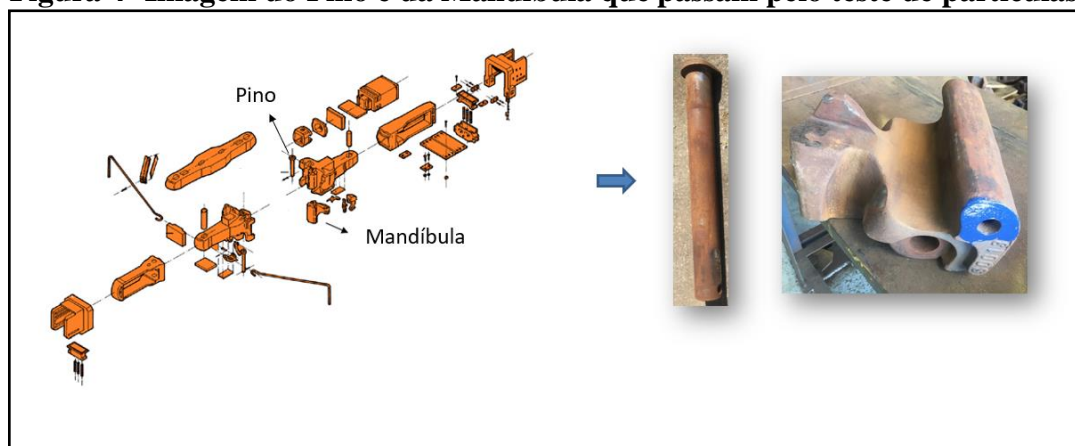 Figura 4- Imagem do Pino e da Mandíbula que passam pelo teste de partículas
Pino
Mandíbula